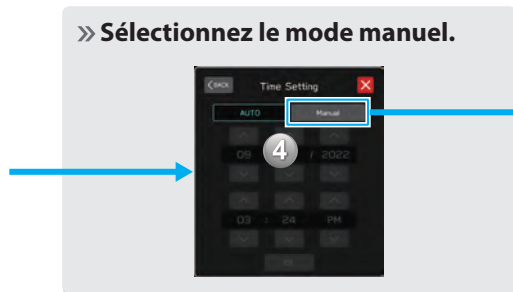 » Sélectionnez le mode manuel.
BACK Time Setting X
AUTO Manual
09 / 2022
4
03 : 24 PM